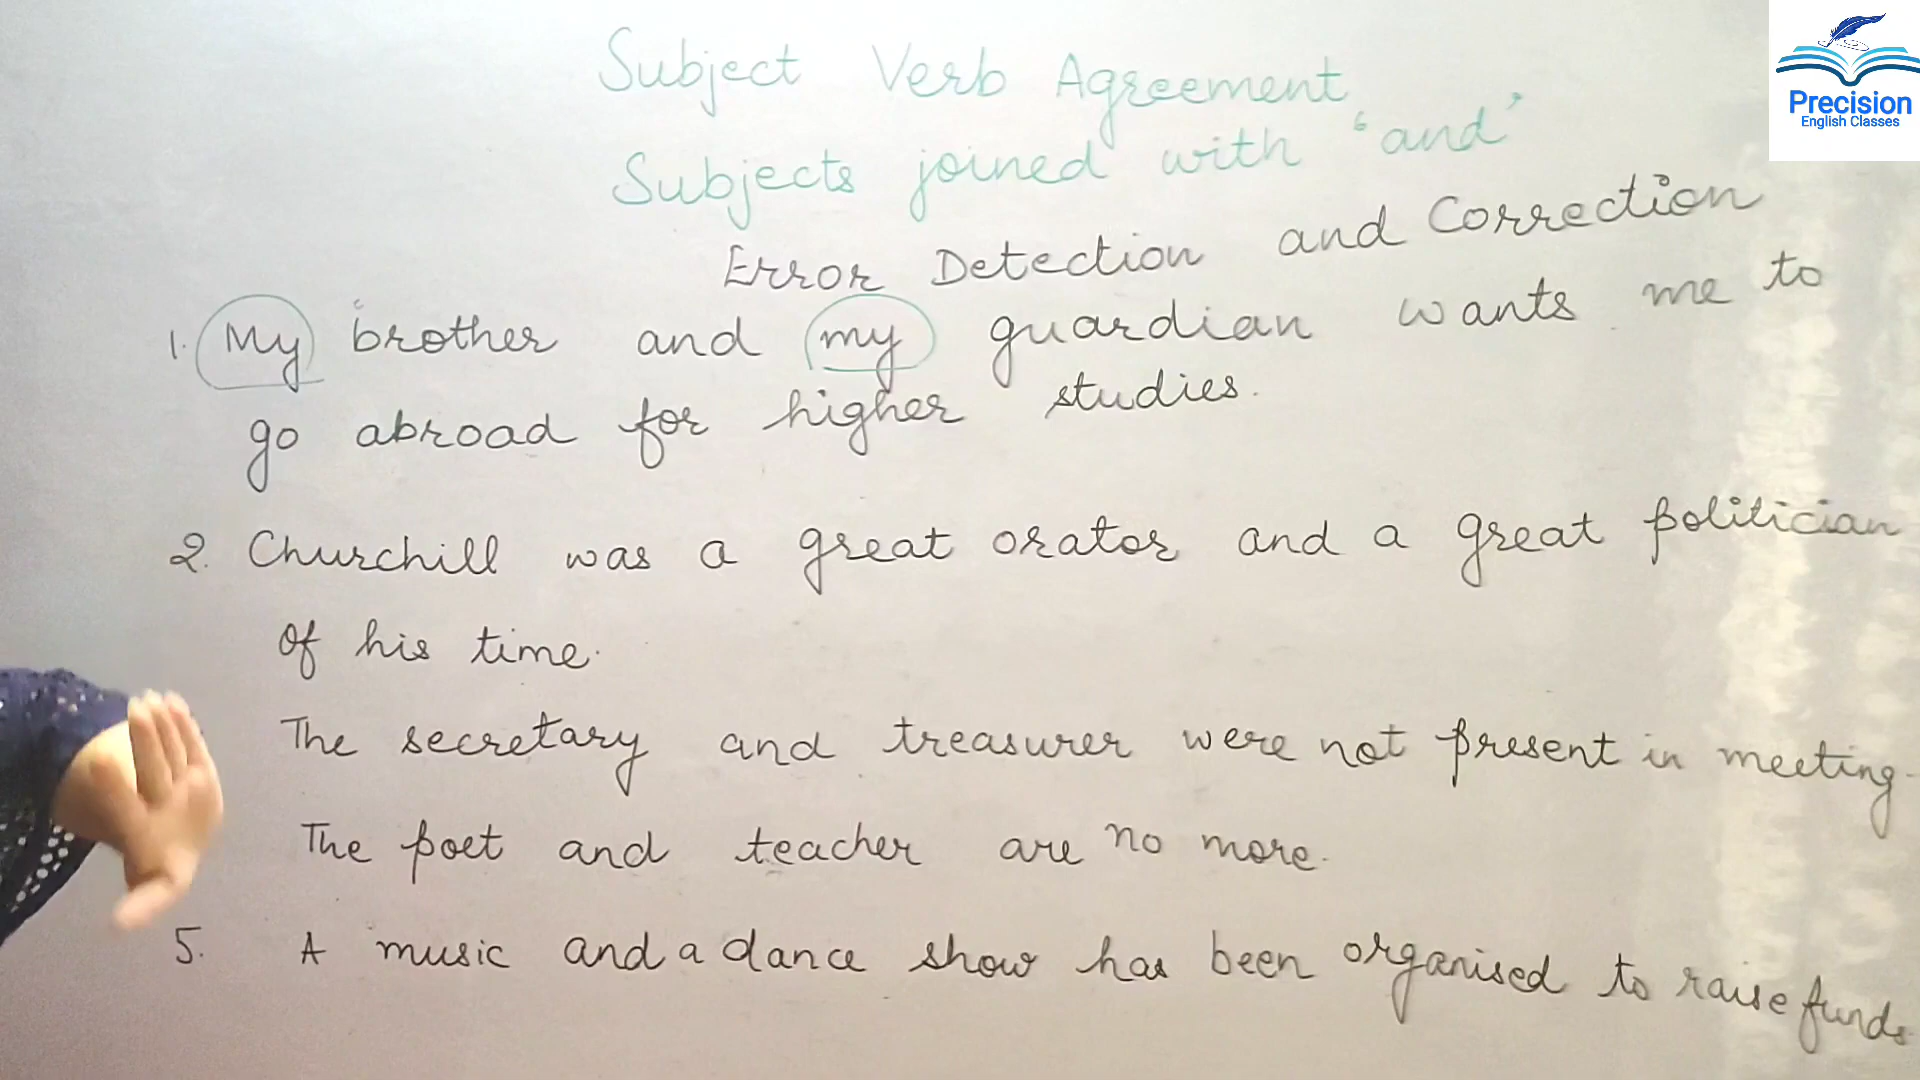 Subject Verb Agreement
Subjects joined with 'and'
Error Detection and Correction
1. My brother and my guardian wants me to
go abroad for higher studies.
2. Churchill was a great orator and a great politician
of his time.
The secretary and treasurer were not present in meeting.
The poet and teacher are no more.
5. A music and a dance show has been organised to raise funds
Precision
English Classes